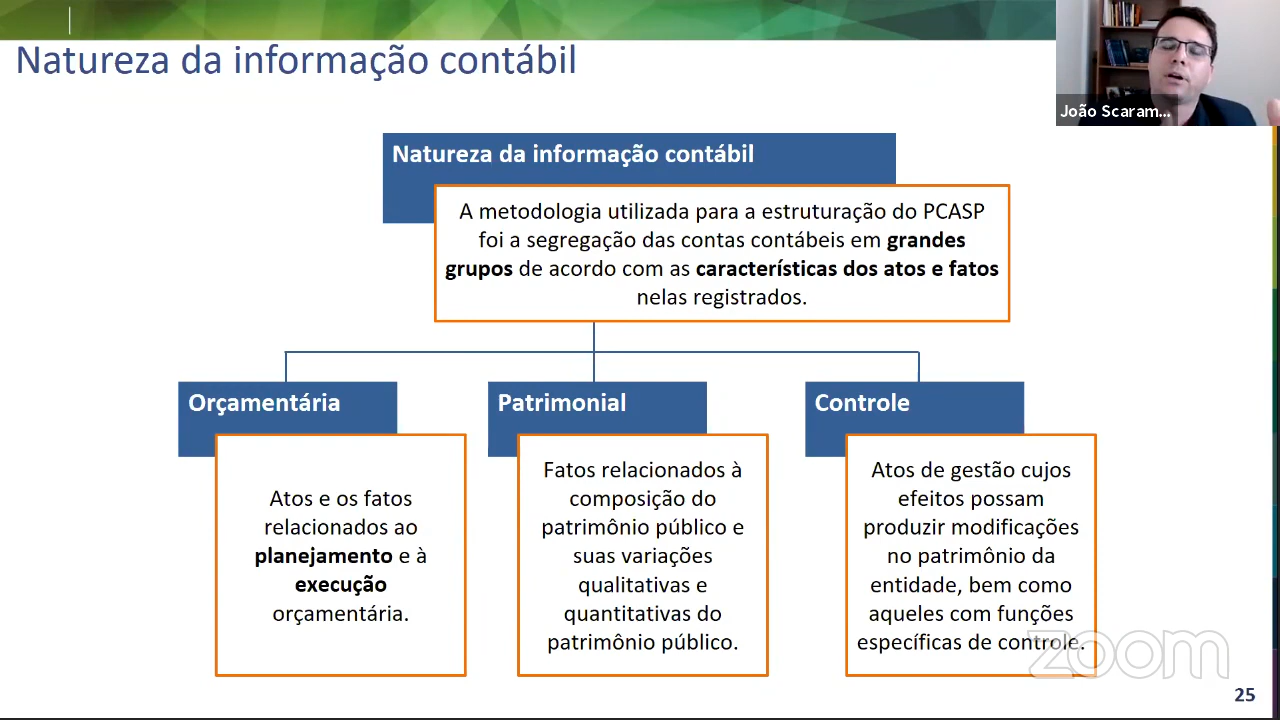 Natureza da informação contábil
João Scaram...
Natureza da informação contábil
A metodologia utilizada para a estruturação do PCASP
foi a segregação das contas contábeis em grandes
grupos de acordo com as características dos atos e fatos
nelas registrados.
Orçamentária
Atos e os fatos
relacionados ao
planejamento e à
execução
orçamentária.
Patrimonial
Fatos relacionados à
composição do
patrimônio público e
suas variações
qualitativas e
quantitativas do
patrimônio público.
Controle
Atos de gestão cujos
efeitos possam
produzir modificações
no patrimônio da
entidade, bem como
aqueles com funções
específicas de controle.
zoom
25